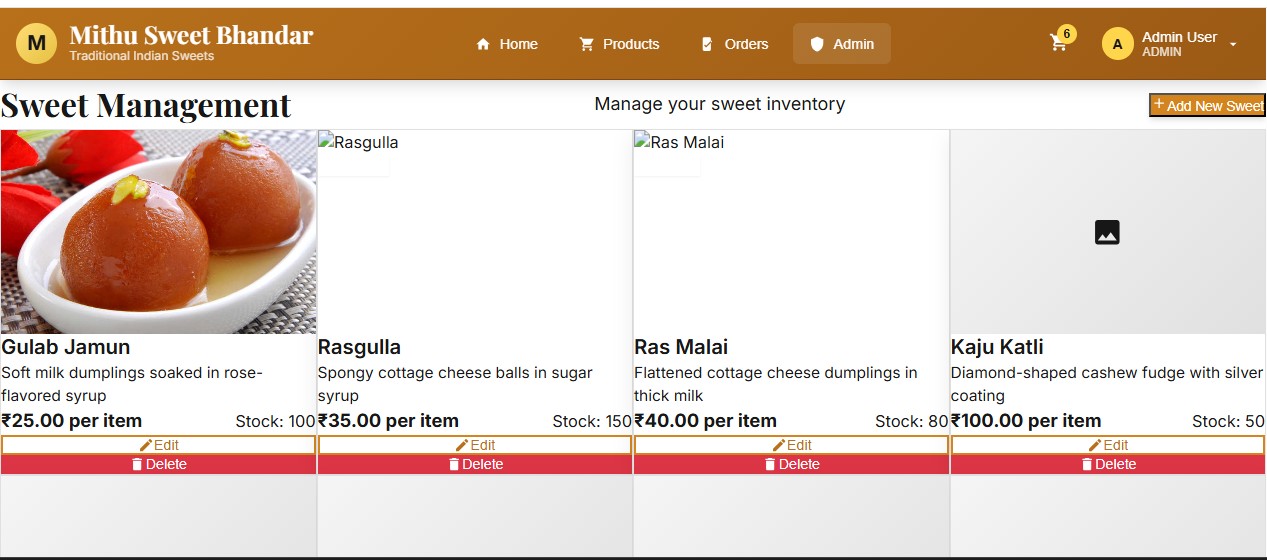 M
Mithu Sweet Bhandar
Traditional Indian Sweets
Home
Products
Orders
Admin
6
A
Admin User
ADMIN
Sweet Management
Manage your sweet inventory
+ Add New Sweet
Rasgulla
Ras Malai
Gulab Jamun
Soft milk dumplings soaked in rose-
flavored syrup
₹25.00 per item
Stock: 100
Edit
Delete
Rasgulla
Spongy cottage cheese balls in sugar
syrup
₹35.00 per item
Stock: 150
Edit
Delete
Ras Malai
Flattened cottage cheese dumplings in
thick milk
₹40.00 per item
Stock: 80
Edit
Delete
Kaju Katli
Diamond-shaped cashew fudge with silver
coating
₹100.00 per item
Stock: 50
Edit
Delete